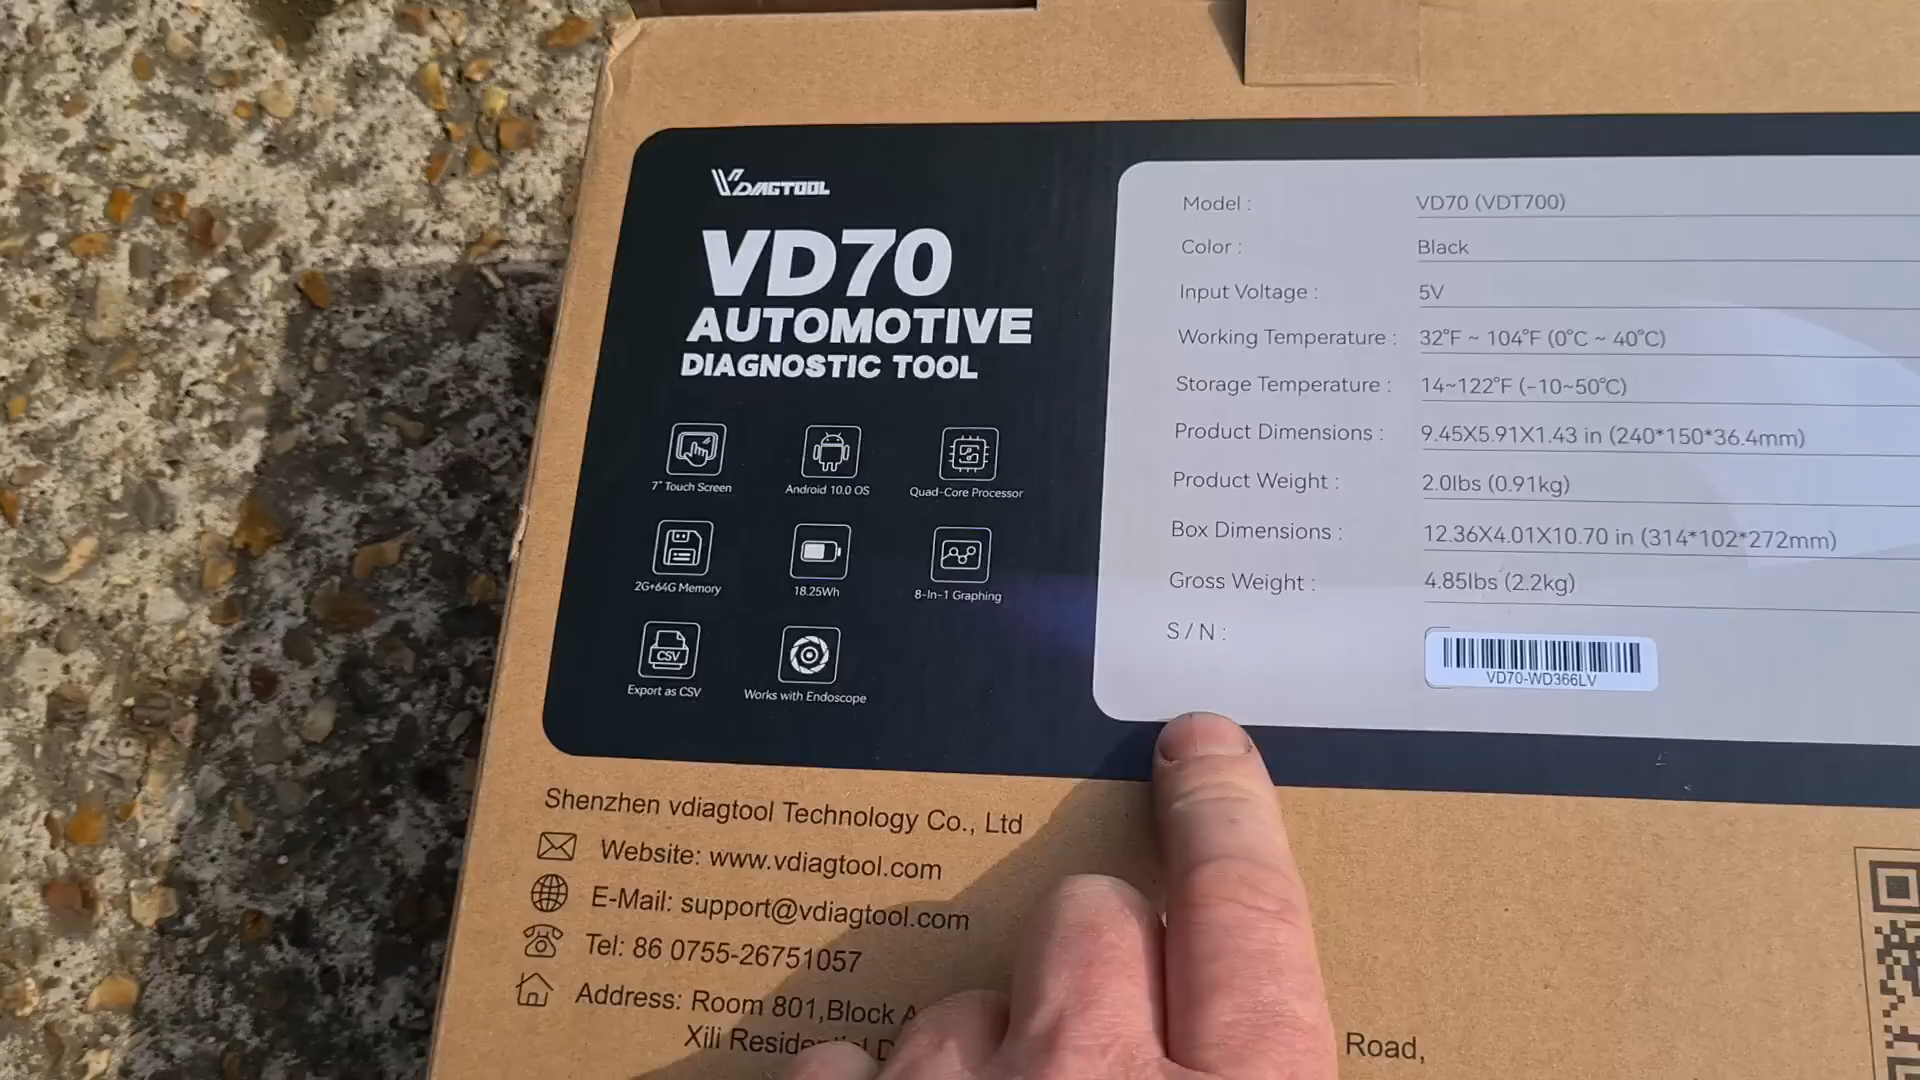 VDIAGTOOL
VD70
AUTOMOTIVE
DIAGNOSTIC TOOL
7" Touch Screen
Android 10.0 OS
Quad-Core Processor
2G+64G Memory
18.25Wh
8-In-1 Graphing
CSV
Export as CSV
Works with Endoscope
Model : VD70 (VDT700)
Color : Black
Input Voltage : 5V
Working Temperature : 32°F ~ 104°F (0°C ~ 40°C)
Storage Temperature : 14~122°F (-10~50°C)
Product Dimensions : 9.45X5.91X1.43 in (240*150*36.4mm)
Product Weight : 2.0lbs (0.91kg)
Box Dimensions : 12.36X4.01X10.70 in (314*102*272mm)
Gross Weight : 4.85lbs (2.2kg)
S / N :
VD70-WD366LV
Shenzhen vdiagtool Technology Co., Ltd
Website: www.vdiagtool.com
E-Mail: support@vdiagtool.com
Tel: 86 0755-26751057
Address: Room 801,Block
Xili Road,